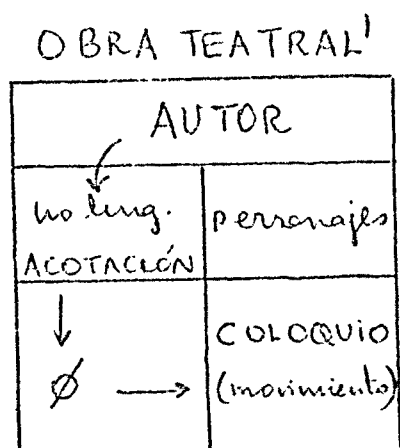 OBRA TEATRAL'
AUTOR
no ling.
ACOTACIÓN
personajes
Ø
COLOQUIO
(movimiento)